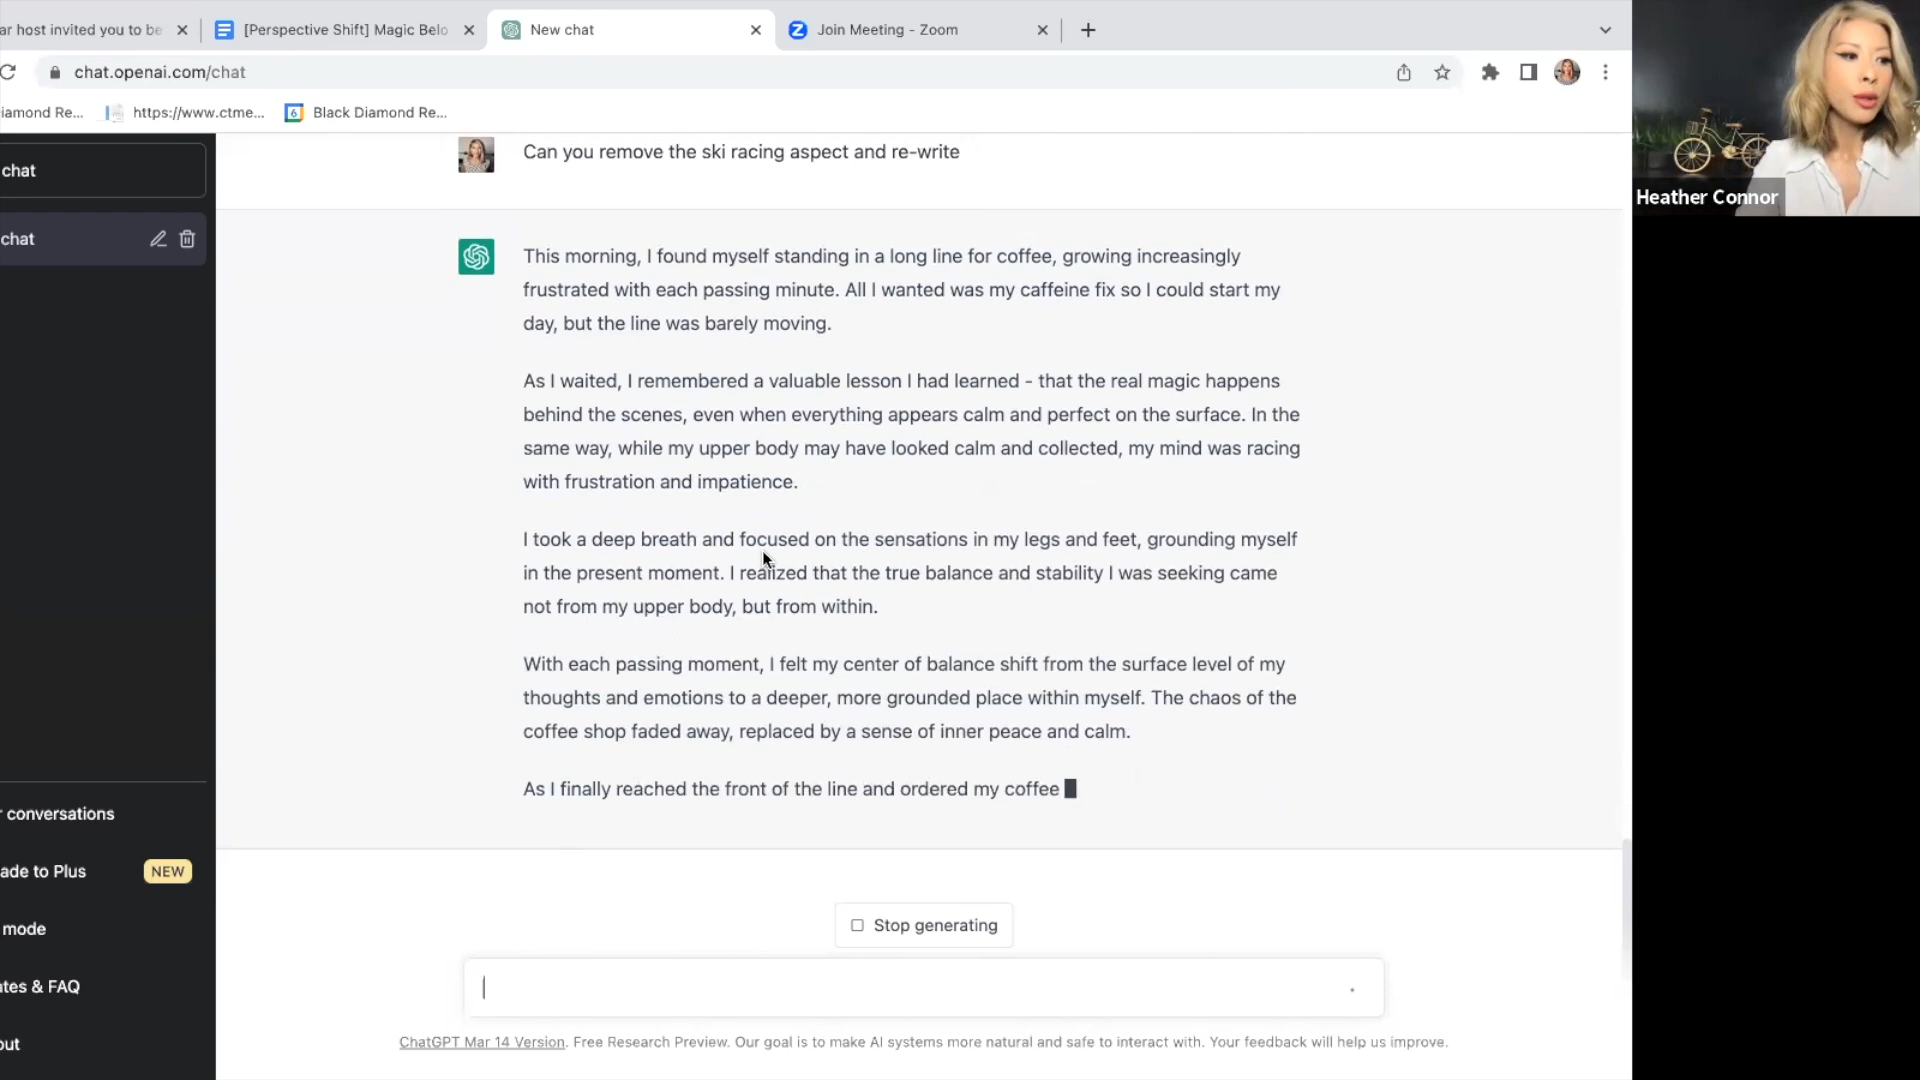 ar host invited you to be
[Perspective Shift] Magic Belo
New chat
Join Meeting - Zoom
chat.openai.com/chat
iamond Re...
https://www.ctme...
Black Diamond Re...
Heather Connor
chat
chat
r conversations
ade to Plus
NEW
mode
ates & FAQ
out
Can you remove the ski racing aspect and re-write
This morning, I found myself standing in a long line for coffee, growing increasingly
frustrated with each passing minute. All I wanted was my caffeine fix so I could start my
day, but the line was barely moving.
As I waited, I remembered a valuable lesson I had learned - that the real magic happens
behind the scenes, even when everything appears calm and perfect on the surface. In the
same way, while my upper body may have looked calm and collected, my mind was racing
with frustration and impatience.
I took a deep breath and focused on the sensations in my legs and feet, grounding myself
in the present moment. I realized that the true balance and stability I was seeking came
not from my upper body, but from within.
With each passing moment, I felt my center of balance shift from the surface level of my
thoughts and emotions to a deeper, more grounded place within myself. The chaos of the
coffee shop faded away, replaced by a sense of inner peace and calm.
As I finally reached the front of the line and ordered my coffee
Stop generating
ChatGPT Mar 14 Version. Free Research Preview. Our goal is to make AI systems more natural and safe to interact with. Your feedback will help us improve.